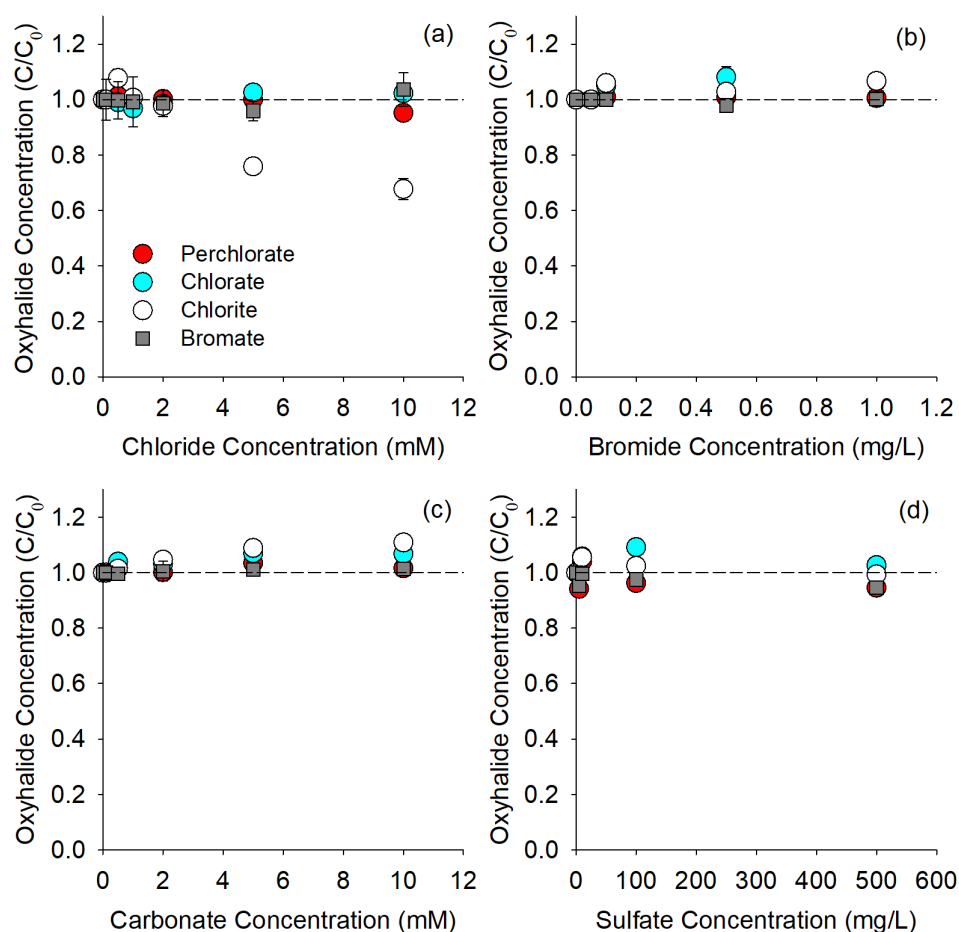 (a)
Oxyhalide Concentration (C/C0)
1.2
1.0
0.8
0.6
0.4
0.2
0.0
Perchlorate
Chlorate
Chlorite
Bromate
0 2 4 6 8 10 12
Chloride Concentration (mM)
(b)
Oxyhalide Concentration (C/C0)
1.2
1.0
0.8
0.6
0.4
0.2
0.0
0.0 0.2 0.4 0.6 0.8 1.0 1.2
Bromide Concentration (mg/L)
(c)
Oxyhalide Concentration (C/C0)
1.2
1.0
0.8
0.6
0.4
0.2
0.0
0 2 4 6 8 10 12
Carbonate Concentration (mM)
(d)
Oxyhalide Concentration (C/C0)
1.2
1.0
0.8
0.6
0.4
0.2
0.0
0 100 200 300 400 500 600
Sulfate Concentration (mg/L)